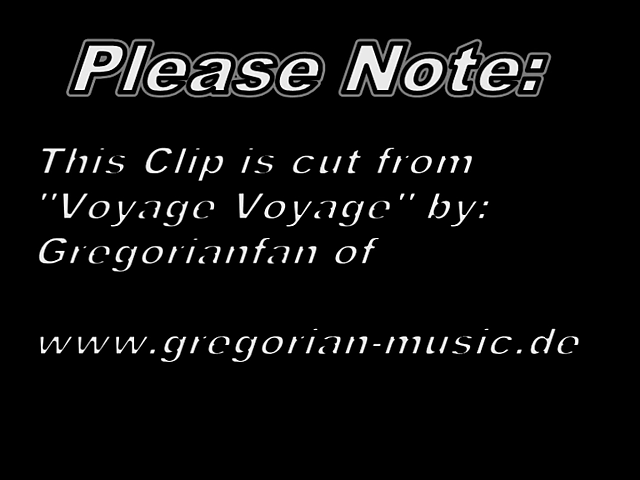 Please Note:
This Clip is cut from
"Voyage Voyage" by:
Gregorianfan of
www.gregorian-music.de